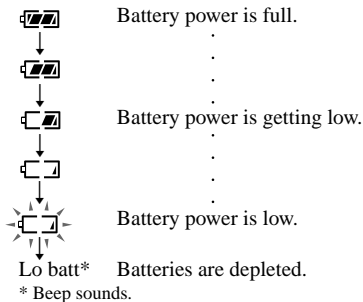 Battery power is full.
Battery power is getting low.
Battery power is low.
Lo batt* Batteries are depleted.
* Beep sounds.